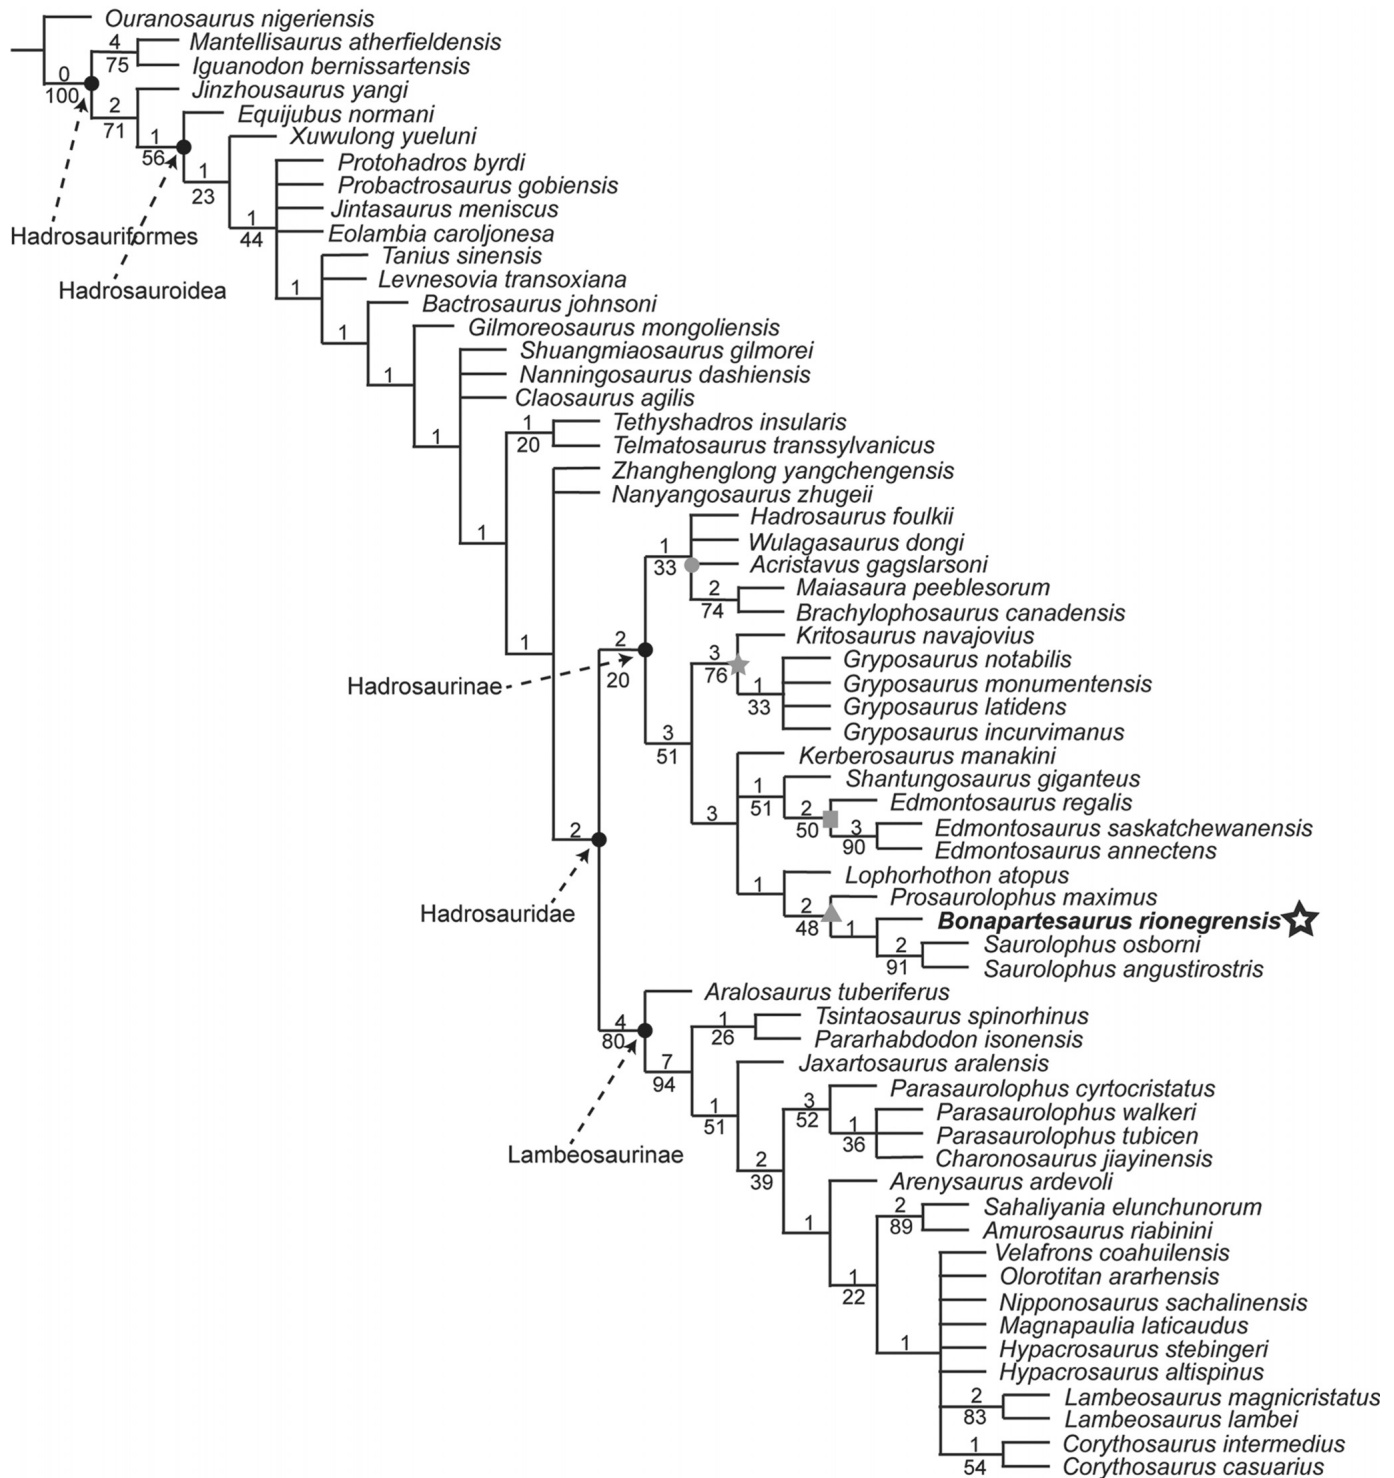 Ouranosaurus nigeriensis
4 Mantellisaurus atherfieldensis
75 Iguanodon bernissartensis
0
100
Jinzhousaurus yangi
2
71
Equijubus normani
1
56
Xuwulong yueluni
Protohadros byrdi
1
23
Probactrosaurus gobiensis
Jintasaurus meniscus
1
44
Eolambia caroljonesa
Hadrosauriformes
Tanius sinensis
Levnesovia transoxiana
Hadrosauroidea
1
Bactrosaurus johnsoni
Gilmoreosaurus mongoliensis
1
Shuangmiaosaurus gilmorei
Nanningosaurus dashiensis
1
Claosaurus agilis
1 Tethyshadros insularis
20 Telmatosaurus transsylvanicus
1
Zhanghenglong yangchengensis
Nanyangosaurus zhugeii
Hadrosaurus foulkii
1
Wulagasaurus dongi
1
33
Acristavus gagslarsoni
2 Maiasaura peeblesorum
74 Brachylophosaurus canadensis
Kritosaurus navajovius
1
2
20
3
76
Gryposaurus notabilis
Gryposaurus monumentensis
Hadrosaurinae
1
33
Gryposaurus latidens
Gryposaurus incurvimanus
3
51
Kerberosaurus manakini
Shantungosaurus giganteus
1
51
Edmontosaurus regalis
3
2
50
Edmontosaurus saskatchewanensis
3
90
Edmontosaurus annectens
2
Lophorhothon atopus
1
Prosaurolophus maximus
2
48
Hadrosauridae
Bonapartesaurus rionegrensis
1
2 Saurolophus osborni
91 Saurolophus angustirostris
Aralosaurus tuberiferus
4
80
1 Tsintaosaurus spinorhinus
26 Pararhabdodon isonensis
7
94
Jaxartosaurus aralensis
Parasaurolophus cyrtocristatus
1
51
3
52
Parasaurolophus walkeri
1
36
Parasaurolophus tubicen
Lambeosaurinae
Charonosaurus jiayinensis
2
39
Arenysaurus ardevoli
2 Sahaliyania elunchunorum
89 Amurosaurus riabinini
1
Velafrons coahuilensis
Olorotitan ararhensis
1
22
Nipponosaurus sachalinensis
Magnapaulia laticaudus
1
Hypacrosaurus stebingeri
Hypacrosaurus altispinus
2 Lambeosaurus magnicristatus
83 Lambeosaurus lambei
1 Corythosaurus intermedius
54 Corythosaurus casuarius